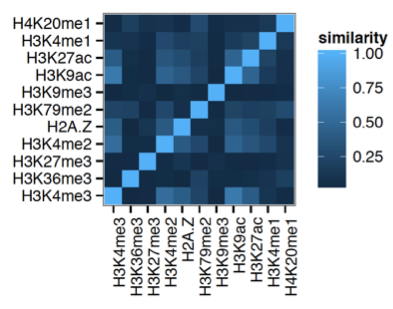 H4K20me1
H3K4me1
H3K27ac
H3K9ac
H3K9me3
H3K79me2
H2A.Z
H3K4me2
H3K27me3
H3K36me3
H3K4me3
H3K4me3
H3K36me3
H3K27me3
H3K4me2
H2A.Z
H3K79me2
H3K9me3
H3K9ac
H3K27ac
H3K4me1
H4K20me1
similarity
1.00
0.75
0.50
0.25